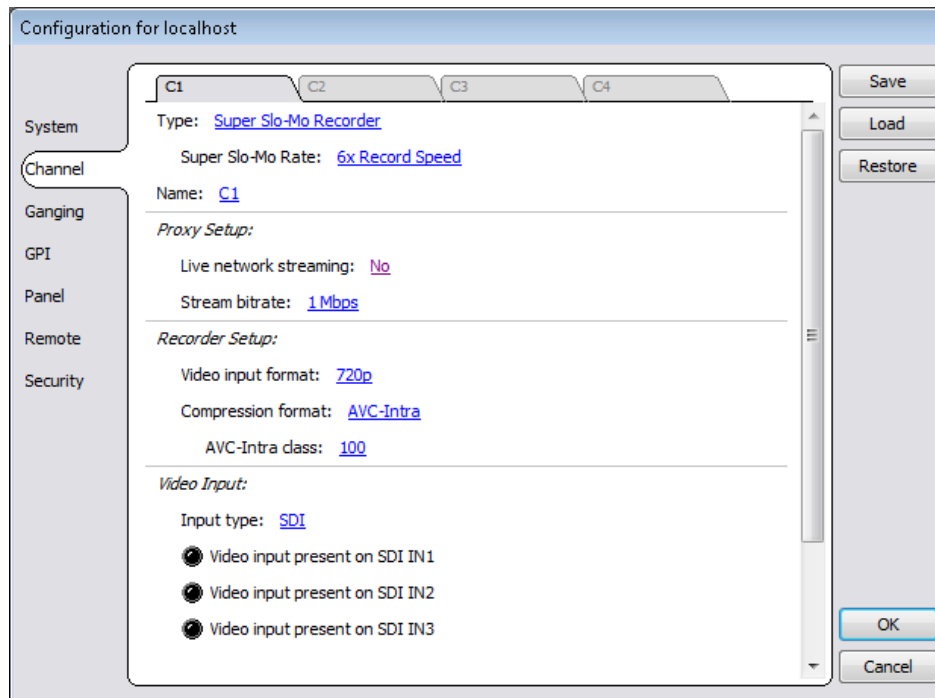 Configuration for localhost
System
Channel
Ganging
GPI
Panel
Remote
Security
C1
C2
C3
C4
Type: Super Slo-Mo Recorder
Super Slo-Mo Rate: 6x Record Speed
Name: C1
Proxy Setup:
Live network streaming: No
Stream bitrate: 1 Mbps
Recorder Setup:
Video input format: 720p
Compression format: AVC-Intra
AVC-Intra class: 100
Video Input:
Input type: SDI
Video input present on SDI IN1
Video input present on SDI IN2
Video input present on SDI IN3
Save
Load
Restore
OK
Cancel